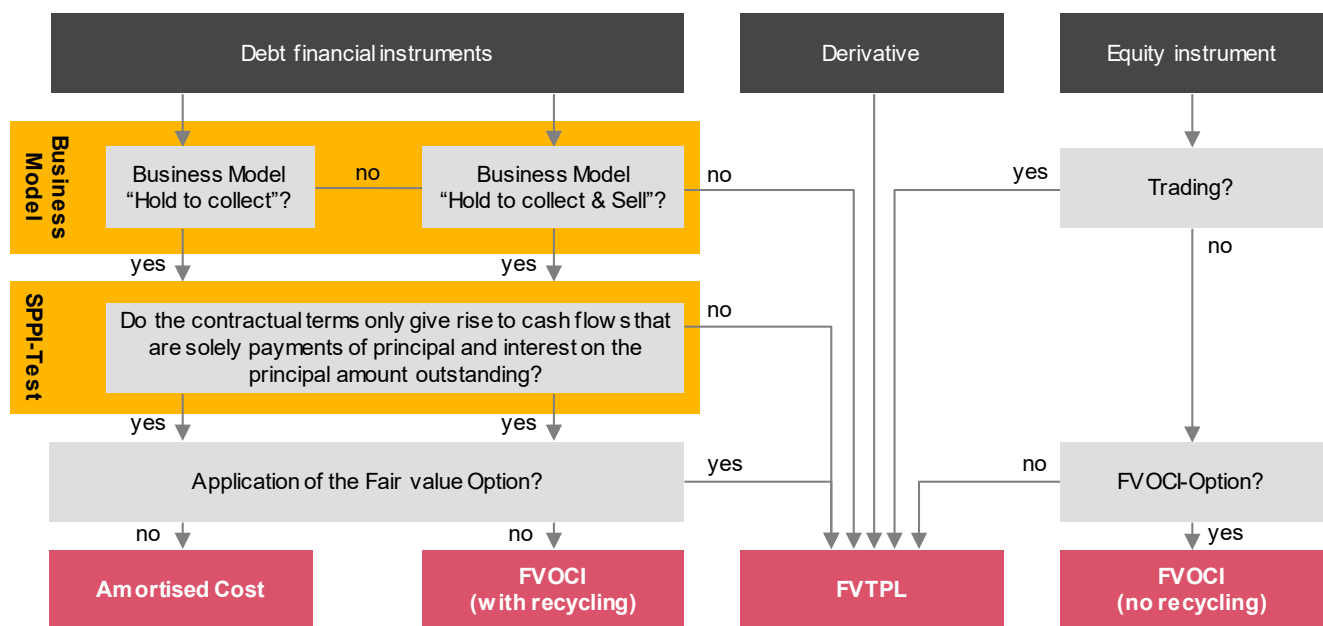 Debt financial instruments
Derivative
Equity instrument
Business
Model
Business Model
“Hold to collect”?
no
Business Model
“Hold to collect & Sell”?
no
yes
Trading?
yes
yes
no
SPPI-Test
Do the contractual terms only give rise to cash flows that
are solely payments of principal and interest on the
principal amount outstanding?
no
yes
yes
Application of the Fair value Option?
yes
no
FVOCI-Option?
no
no
yes
Amortised Cost
FVOCI
(with recycling)
FVTPL
FVOCI
(no recycling)